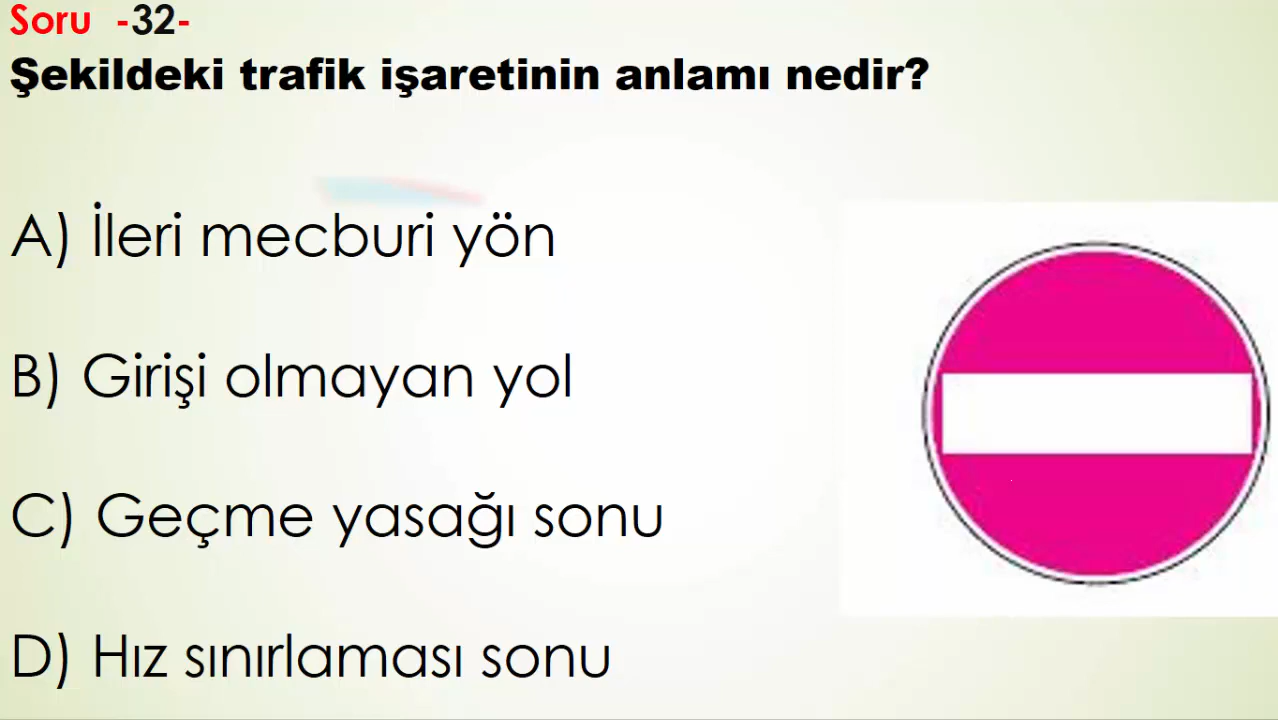 Soru -32-
Şekildeki trafik işaretinin anlamı nedir?
A) İleri mecburi yön
B) Girişi olmayan yol
C) Geçme yasağı sonu
D) Hız sınırlaması sonu